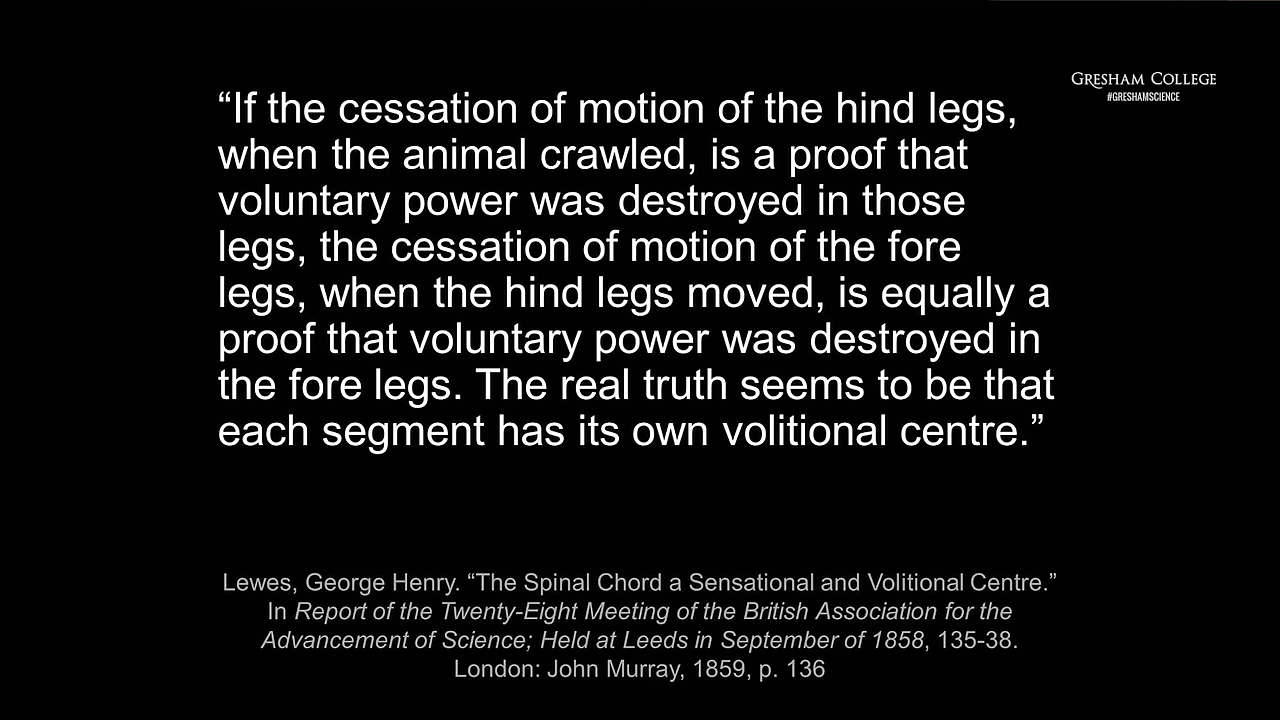 GRESHAM COLLEGE
#GRESHAMSCIENCE
“If the cessation of motion of the hind legs,
when the animal crawled, is a proof that
voluntary power was destroyed in those
legs, the cessation of motion of the fore
legs, when the hind legs moved, is equally a
proof that voluntary power was destroyed in
the fore legs. The real truth seems to be that
each segment has its own volitional centre.”
Lewes, George Henry. “The Spinal Chord a Sensational and Volitional Centre.”
In Report of the Twenty-Eight Meeting of the British Association for the
Advancement of Science; Held at Leeds in September of 1858, 135-38.
London: John Murray, 1859, p. 136